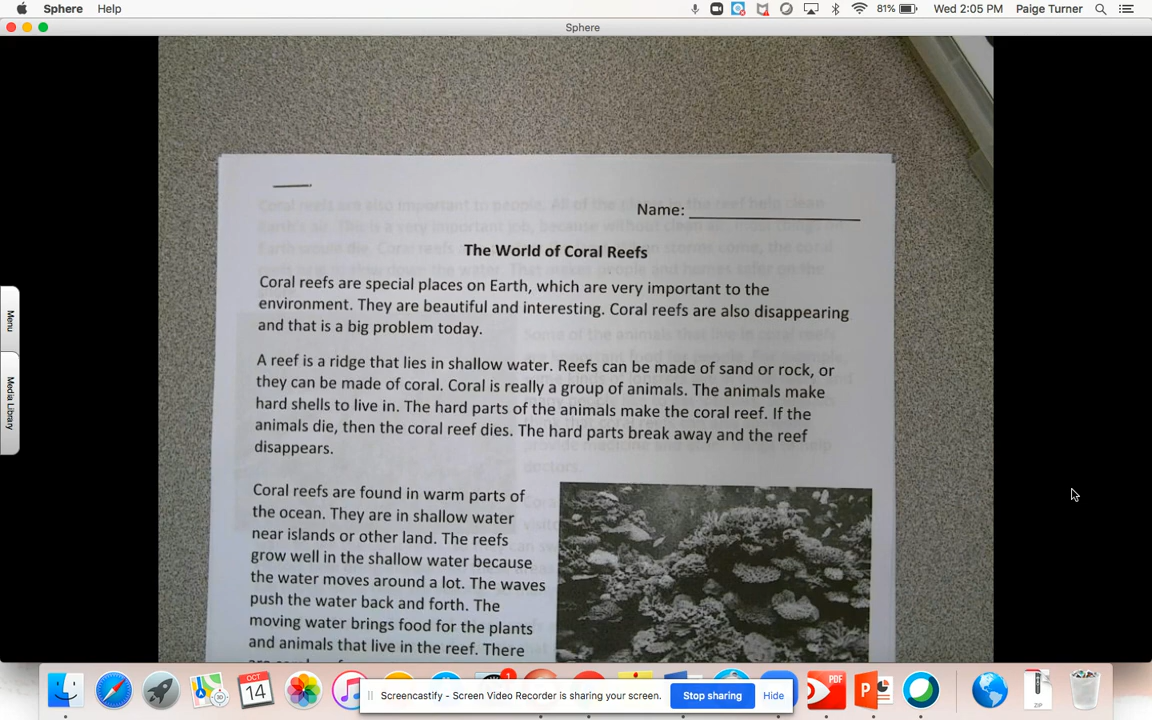 Sphere Help
81% Wed 2:05 PM Paige Turner
Sphere
Menu
Media Library
Name:
The World of Coral Reefs
Coral reefs are special places on Earth, which are very important to the
environment. They are beautiful and interesting. Coral reefs are also disappearing
and that is a big problem today.
A reef is a ridge that lies in shallow water. Reefs can be made of sand or rock, or
they can be made of coral. Coral is really a group of animals. The animals make
hard shells to live in. The hard parts of the animals make the coral reef. If the
animals die, then the coral reef dies. The hard parts break away and the reef
disappears.
Coral reefs are found in warm parts of
the ocean. They are in shallow water
near islands or other land. The reefs
grow well in the shallow water because
the water moves around a lot. The waves
push the water back and forth. The
moving water brings food for the plants
and animals that live in the reef. There
OCT
14
1
PDF
P
ZIP
Screencastify - Screen Video Recorder is sharing your screen.
Stop sharing
Hide